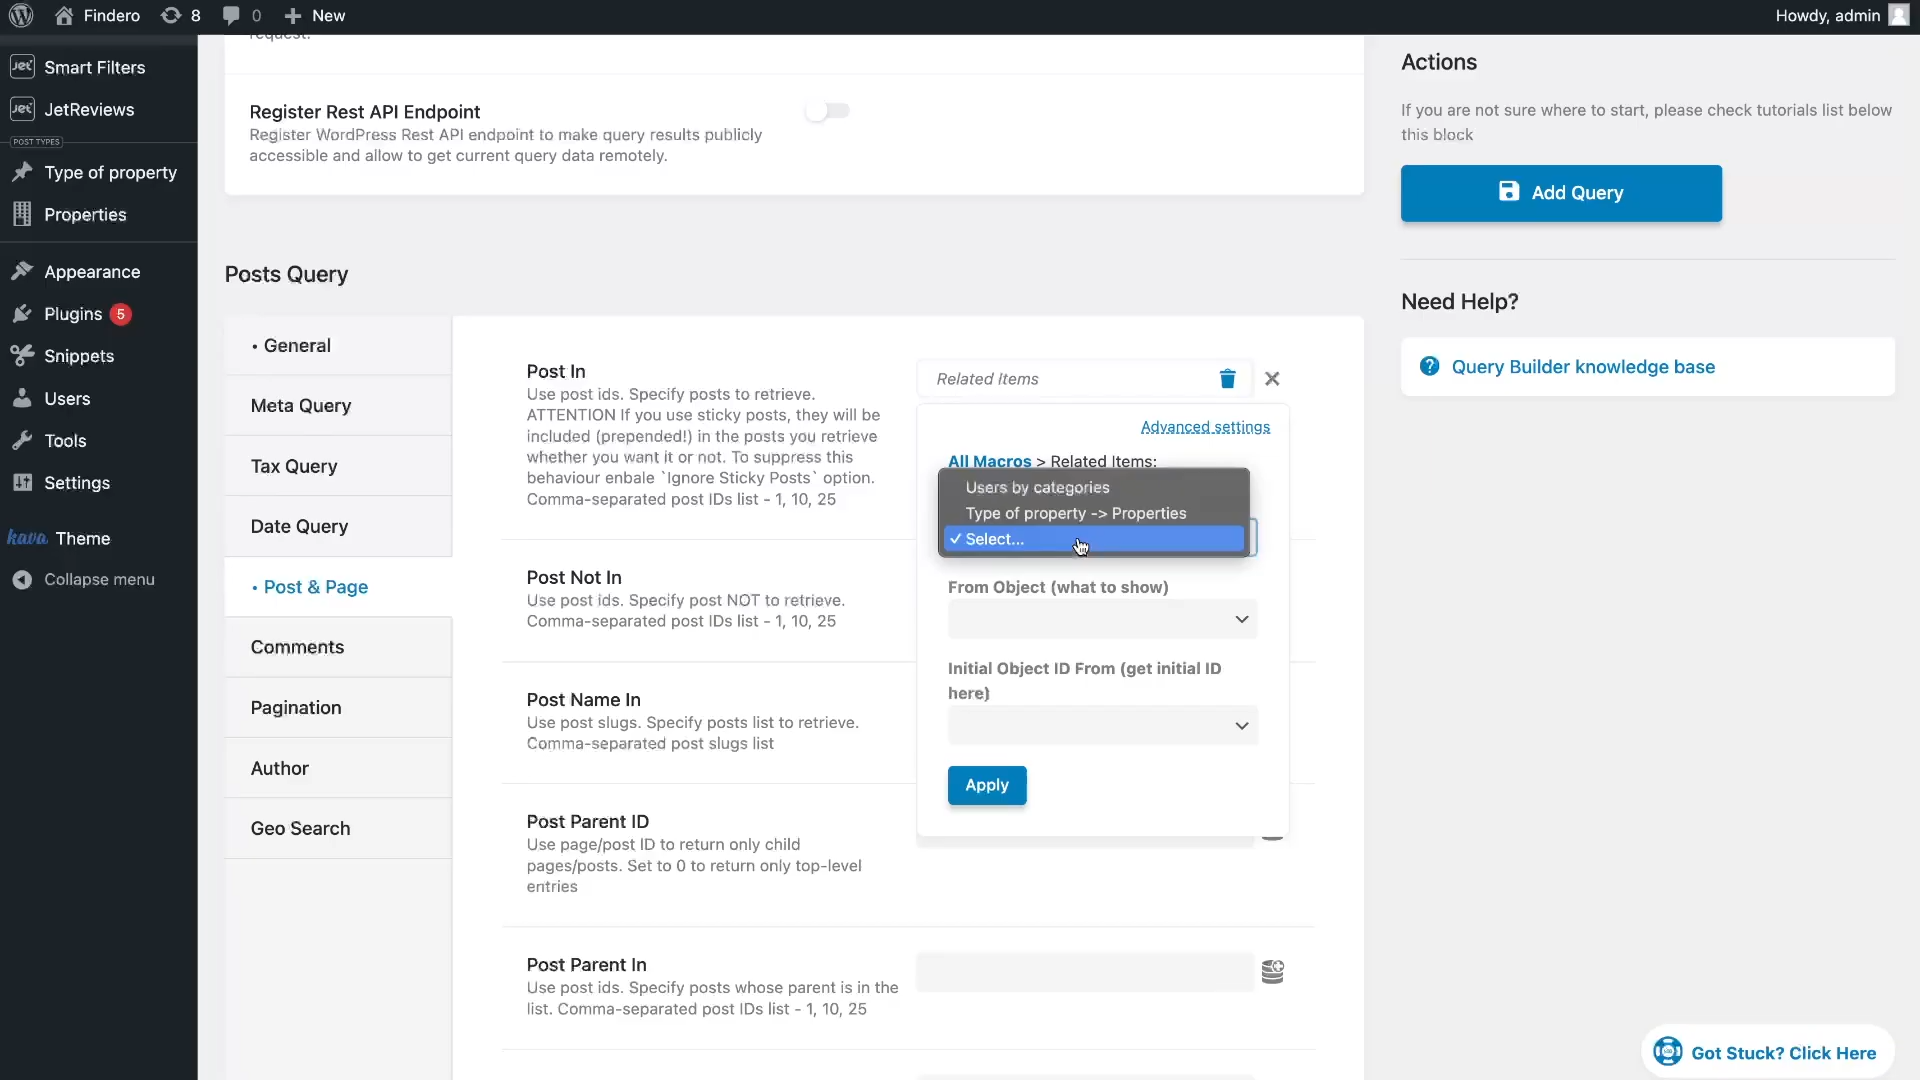 Findero
8
0
New
Howdy, admin
Jet
Smart Filters
Jet
JetReviews
POST TYPES
Type of property
Properties
Appearance
Plugins 5
Snippets
Users
Tools
Settings
kava Theme
Collapse menu
request.
Register Rest API Endpoint
Register WordPress Rest API endpoint to make query results publicly
accessible and allow to get current query data remotely.
Posts Query
• General
Meta Query
Tax Query
Date Query
• Post & Page
Comments
Pagination
Author
Geo Search
Post In
Use post ids. Specify posts to retrieve.
ATTENTION If you use sticky posts, they will be
included (prepended!) in the posts you retrieve
whether you want it or not. To suppress this
behaviour enbale `Ignore Sticky Posts` option.
Comma-separated post IDs list - 1, 10, 25
Related Items
Advanced settings
All Macros > Related Items:
Users by categories
Type of property -> Properties
✓ Select...
From Object (what to show)
Initial Object ID From (get initial ID
here)
Apply
Post Not In
Use post ids. Specify post NOT to retrieve.
Comma-separated post IDs list - 1, 10, 25
Post Name In
Use post slugs. Specify posts list to retrieve.
Comma-separated post slugs list
Post Parent ID
Use page/post ID to return only child
pages/posts. Set to 0 to return only top-level
entries
Post Parent In
Use post ids. Specify posts whose parent is in the
list. Comma-separated post IDs list - 1, 10, 25
Actions
If you are not sure where to start, please check tutorials list below
this block
Add Query
Need Help?
Query Builder knowledge base
Got Stuck? Click Here